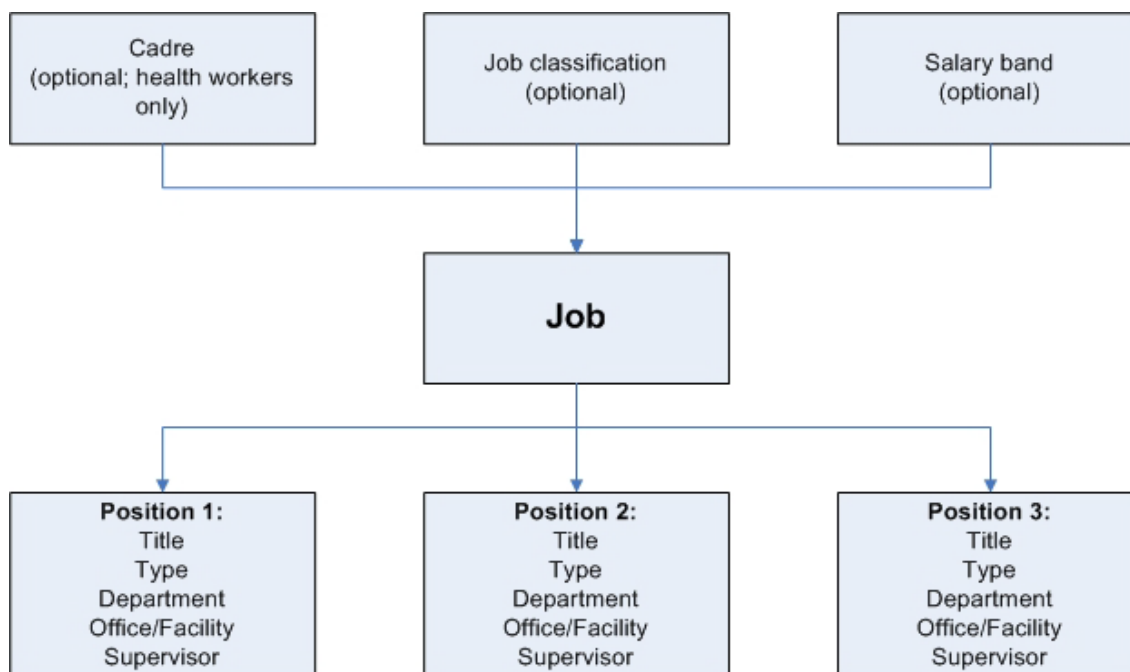 Cadre
(optional; health workers
only)
Job classification
(optional)
Salary band
(optional)
Job
Position 1:
Title
Type
Department
Office/Facility
Supervisor
Position 2:
Title
Type
Department
Office/Facility
Supervisor
Position 3:
Title
Type
Department
Office/Facility
Supervisor